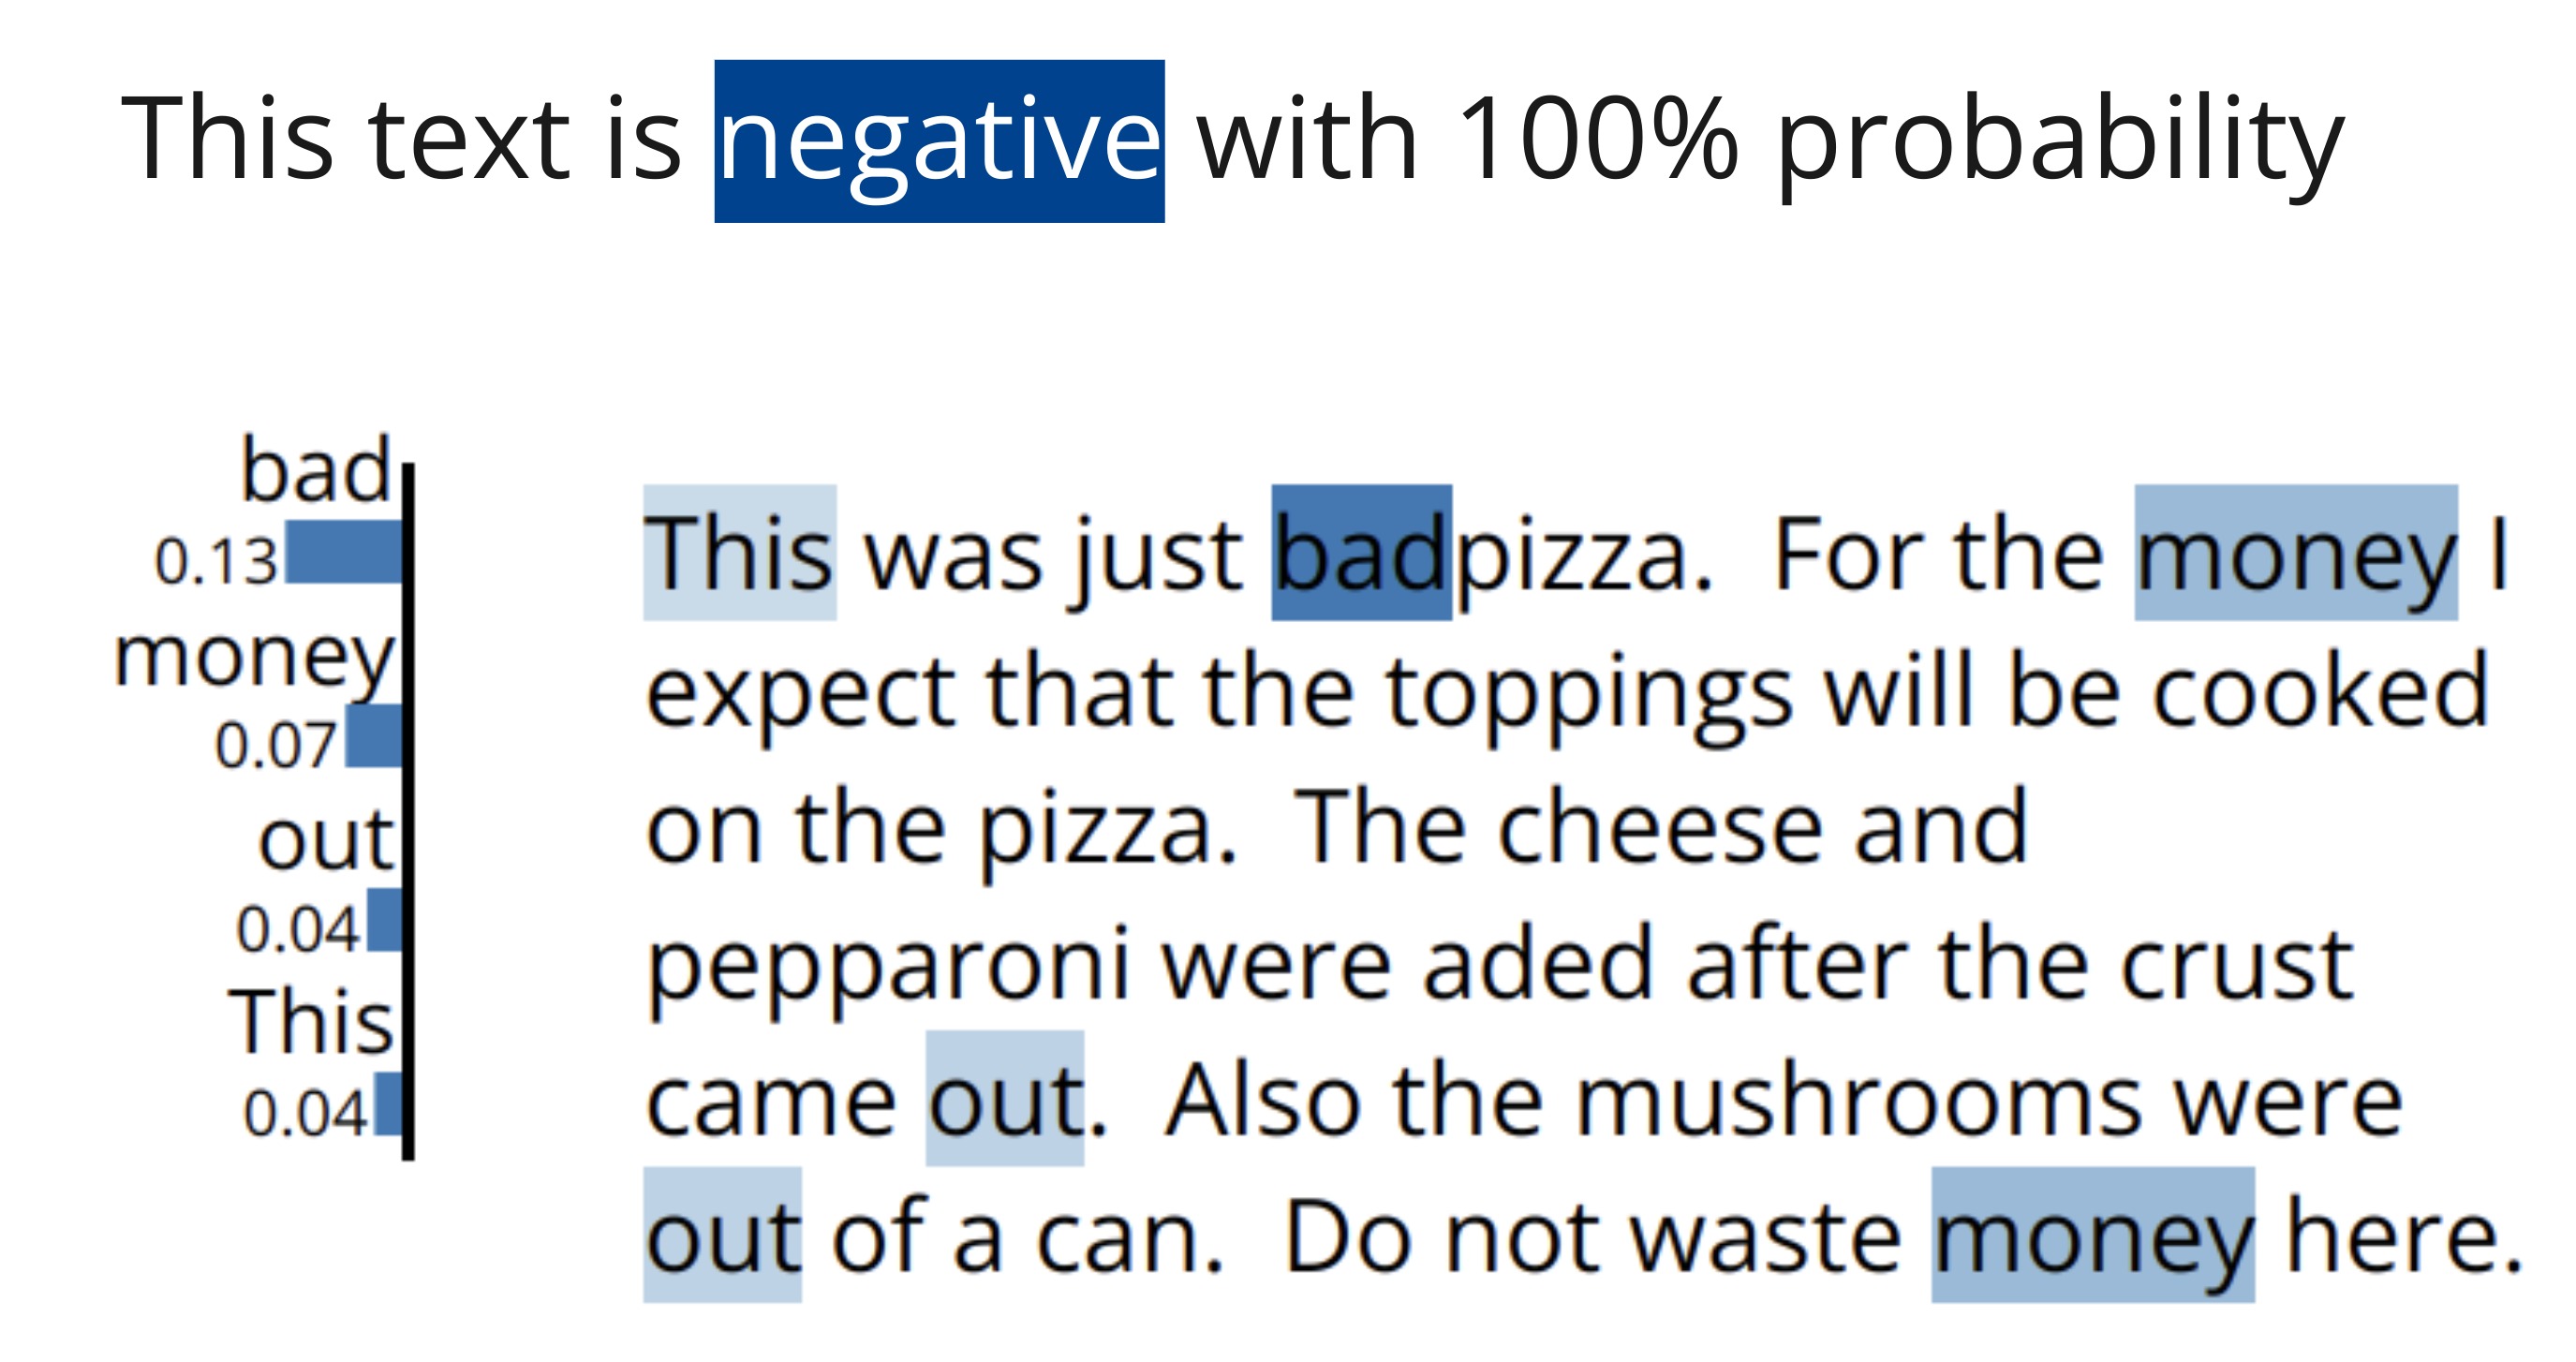 This text is negative with 100% probability
bad
0.13
money
0.07
out
0.04
This
0.04
This was just bad pizza.  For the money I
expect that the toppings will be cooked
on the pizza.  The cheese and
pepparoni were aded after the crust
came out.  Also the mushrooms were
out of a can.  Do not waste money here.